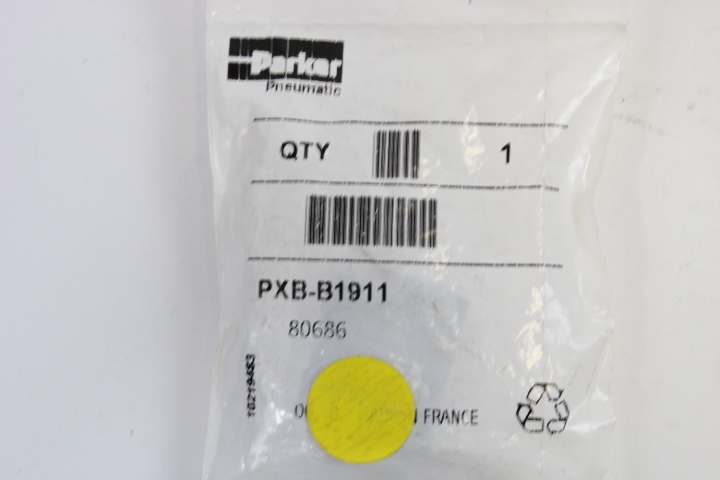 Parker
Pneumatic
QTY 1
PXB-B1911
80686
10219483
FRANCE